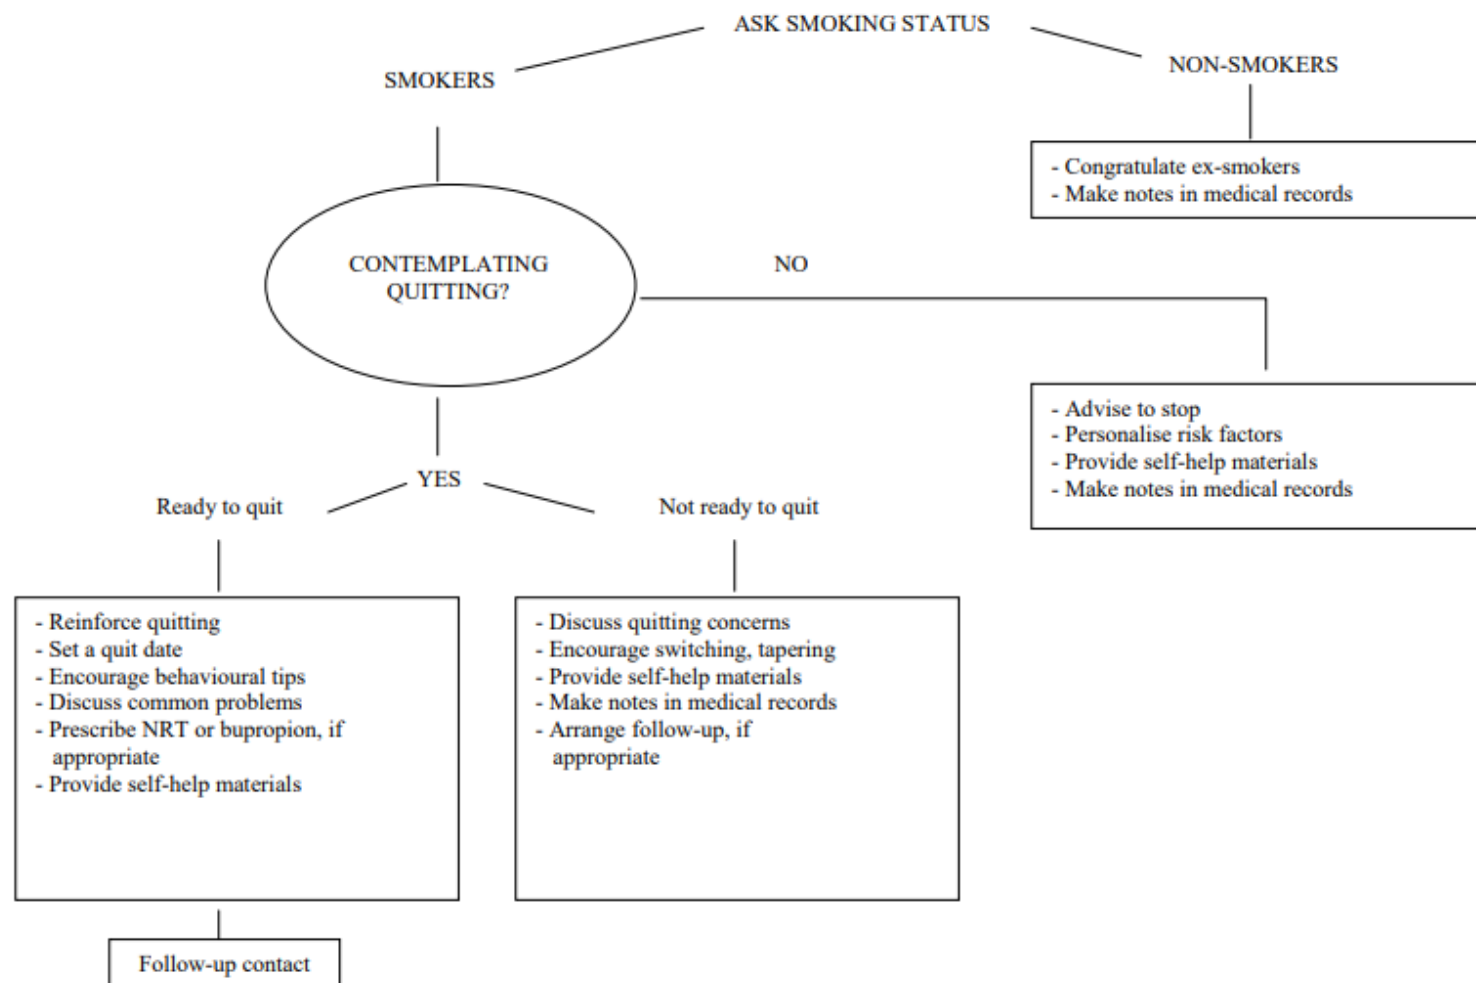 ASK SMOKING STATUS
SMOKERS
NON-SMOKERS
- Congratulate ex-smokers
- Make notes in medical records
CONTEMPLATING
QUITTING?
NO
- Advise to stop
- Personalise risk factors
- Provide self-help materials
- Make notes in medical records
YES
Ready to quit
Not ready to quit
- Reinforce quitting
- Set a quit date
- Encourage behavioural tips
- Discuss common problems
- Prescribe NRT or bupropion, if
appropriate
- Provide self-help materials
- Discuss quitting concerns
- Encourage switching, tapering
- Provide self-help materials
- Make notes in medical records
- Arrange follow-up, if
appropriate
Follow-up contact